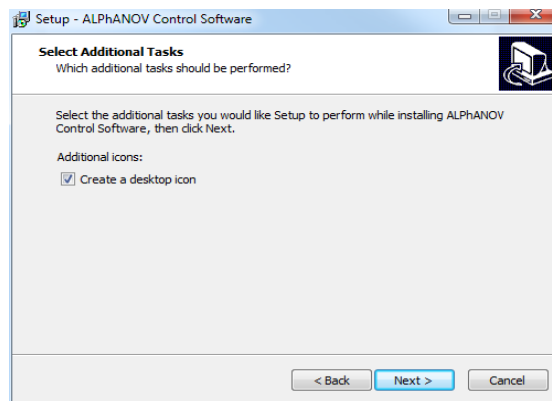 Setup - ALPhANOV Control Software
Select Additional Tasks
Which additional tasks should be performed?
Select the additional tasks you would like Setup to perform while installing ALPhANOV
Control Software, then click Next.
Additional icons:
Create a desktop icon
< Back Next > Cancel